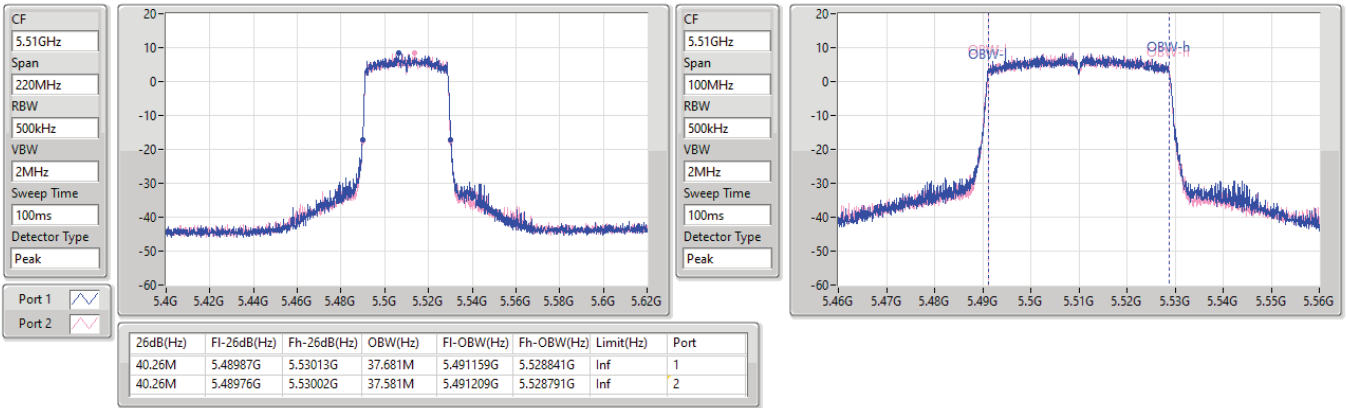 CF
5.51GHz
Span
220MHz
RBW
500kHz
VBW
2MHz
Sweep Time
100ms
Detector Type
Peak
Port 1
Port 2
20
10
0
-10
-20
-30
-40
-50
-60
5.4G 5.42G 5.44G 5.46G 5.48G 5.5G 5.52G 5.54G 5.56G 5.58G 5.6G 5.62G
CF
5.51GHz
Span
100MHz
RBW
500kHz
VBW
2MHz
Sweep Time
100ms
Detector Type
Peak
20
10
0
-10
-20
-30
-40
-50
-60
OBW-l OBW-h
5.46G 5.47G 5.48G 5.49G 5.5G 5.51G 5.52G 5.53G 5.54G 5.55G 5.56G
26dB(Hz) Fl-26dB(Hz) Fh-26dB(Hz) OBW(Hz) Fl-OBW(Hz) Fh-OBW(Hz) Limit(Hz) Port
40.26M 5.48987G 5.53013G 37.681M 5.491159G 5.528841G Inf 1
40.26M 5.48976G 5.53002G 37.581M 5.491209G 5.528791G Inf 2